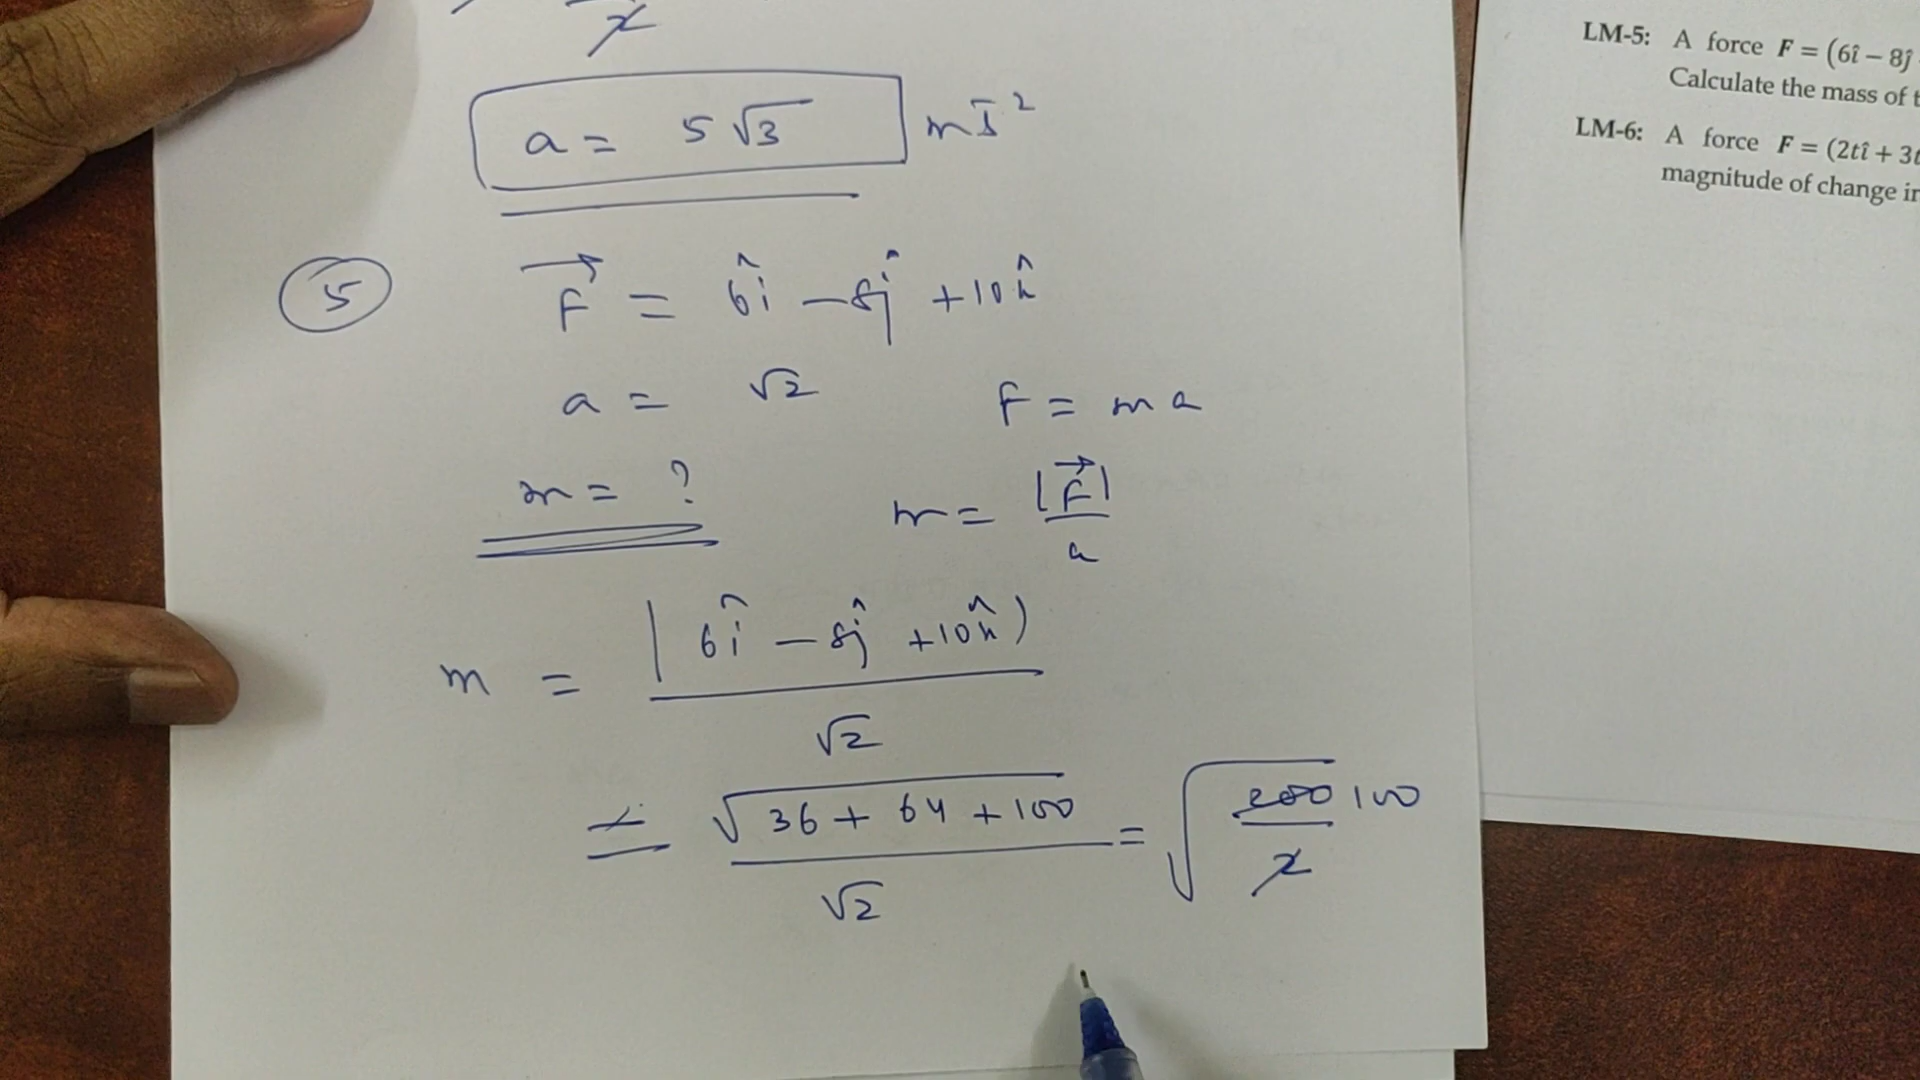 2
a = 5√3 ms⁻²
5
F⃗ = 6î − 8ĵ + 10k̂
a = √2 F = ma
m = ? m = |F⃗| / a
m = |6î − 8ĵ + 10k̂) / √2
= √36 + 64 + 100 / √2 = √200 100 / 2
LM-5: A force F = (6î − 8ĵ
Calculate the mass of t
LM-6: A force F = (2tî + 3t
magnitude of change in